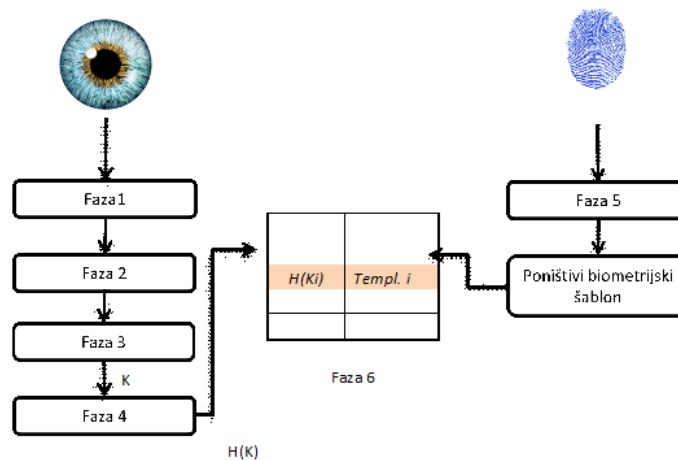 Faza1
Faza 2
Faza 3
K
Faza 4
H(K)
H(Ki) Templ. i
Faza 6
Faza 5
Poništivi biometrijski
šablon